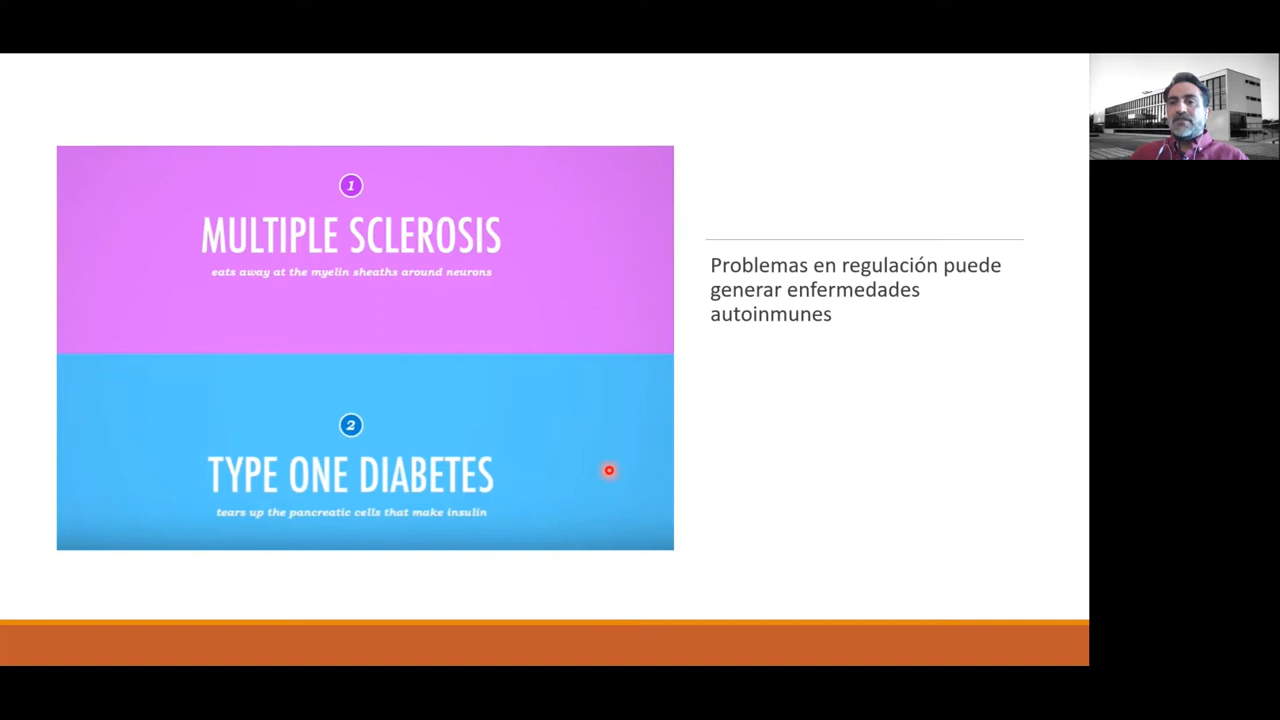 1
MULTIPLE SCLEROSIS
eats away at the myelin sheaths around neurons
2
TYPE ONE DIABETES
tears up the pancreatic cells that make insulin
Problemas en regulación puede
generar enfermedades
autoinmunes